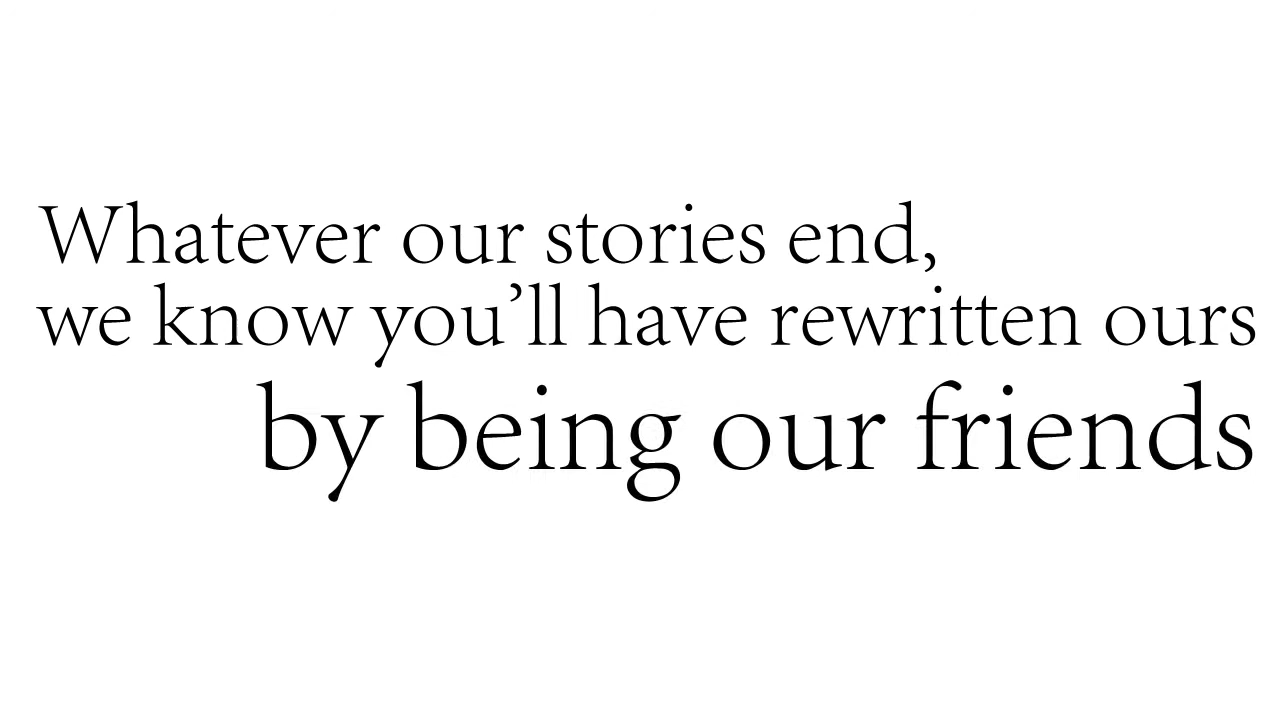 Whatever our stories end,
we know you’ll have rewritten ours
by being our friends